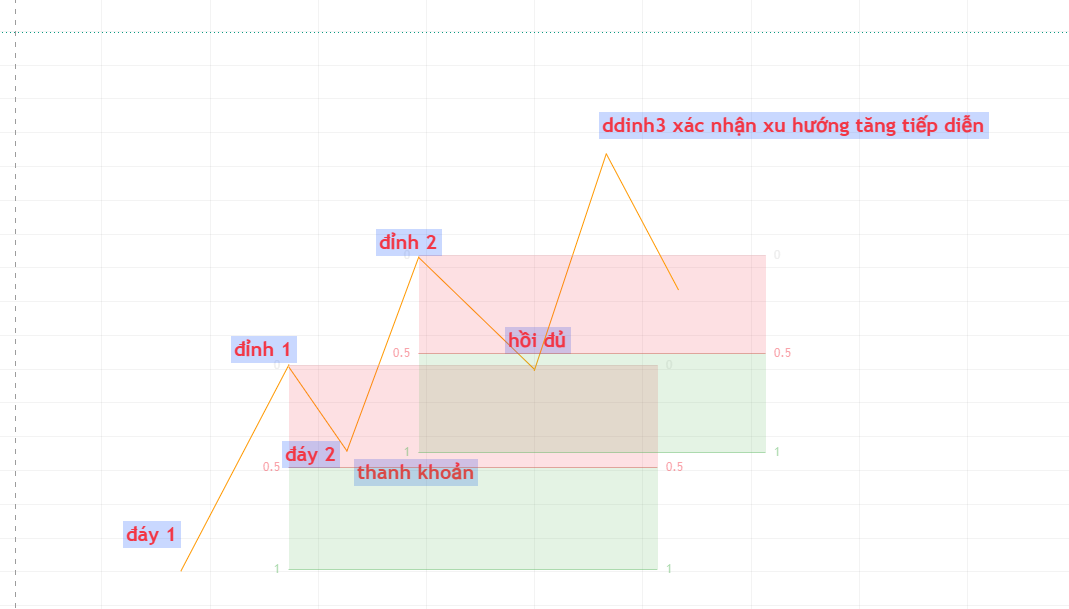 ddinh3 xác nhận xu hướng tăng tiếp diễn
đỉnh 2
0
0
hồi đủ
đỉnh 1
0.5
0.5
0
0
đáy 2
1
1
0.5
0.5
thanh khoản
đáy 1
1
1